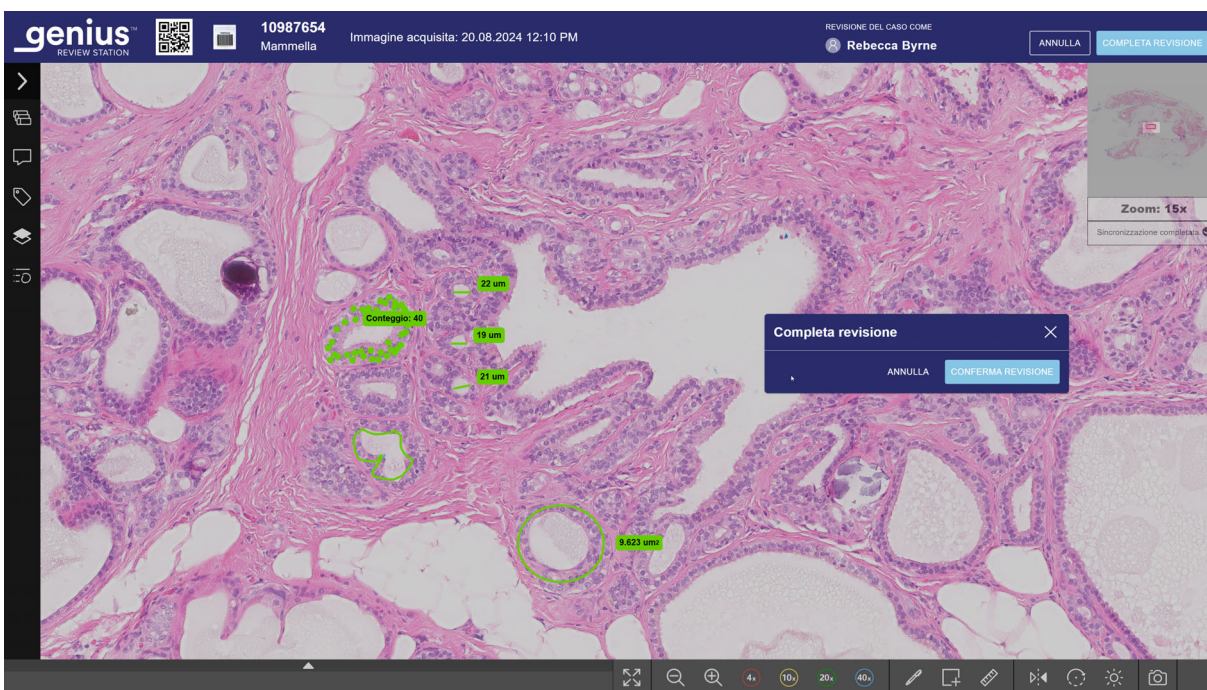 genius™
REVIEW STATION
10987654
Mammella
Immagine acquisita: 20.08.2024 12:10 PM
REVISIONE DEL CASO COME
Rebecca Byrne
ANNULLA
COMPLETA REVISIONE
Zoom: 15x
Sincronizzazione completata
22 um
Conteggio: 40
19 um
21 um
Completa revisione
ANNULLA
CONFERMA REVISIONE
9.623 um²
4x
10x
20x
40x